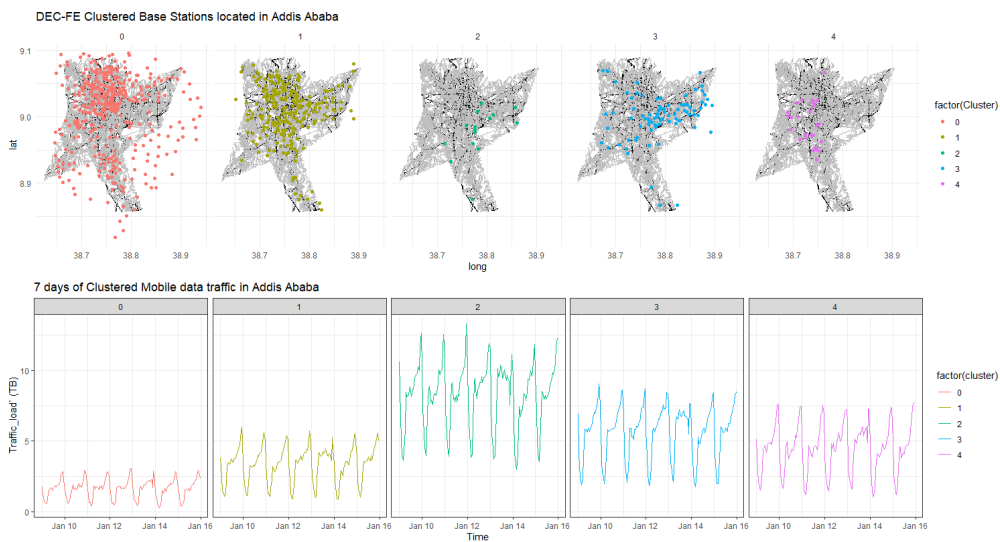 DEC-FE Clustered Base Stations located in Addis Ababa
0 1 2 3 4
9.1
9.0
8.9
lat
38.7 38.8 38.9 38.7 38.8 38.9 38.7 38.8 38.9 38.7 38.8 38.9 38.7 38.8 38.9
long
factor(Cluster)
0
1
2
3
4
7 days of Clustered Mobile data traffic in Addis Ababa
0 1 2 3 4
10
5
0
Traffic_load (TB)
Jan 10 Jan 12 Jan 14 Jan 16 Jan 10 Jan 12 Jan 14 Jan 16 Jan 10 Jan 12 Jan 14 Jan 16 Jan 10 Jan 12 Jan 14 Jan 16 Jan 10 Jan 12 Jan 14 Jan 16
Time
factor(cluster)
0
1
2
3
4